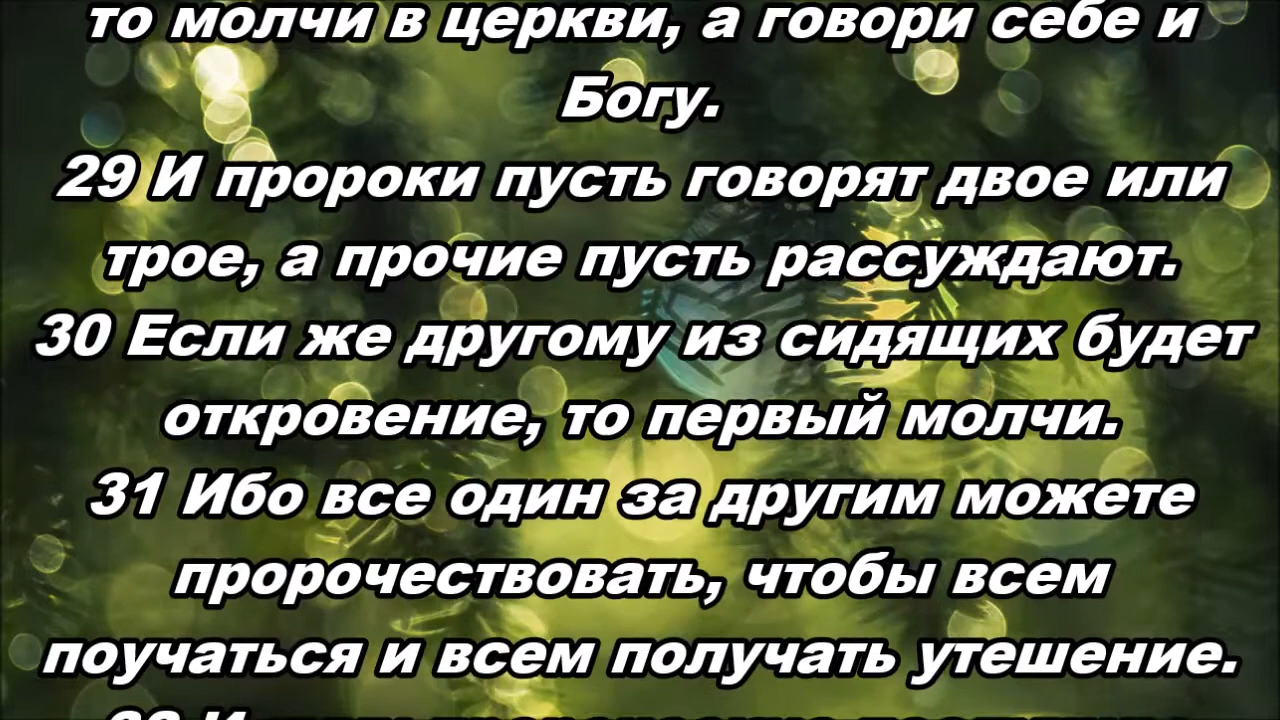 то молчи в церкви, а говори себе и
Богу.
29 И пророки пусть говорят двое или
трое, а прочие пусть рассуждают.
30 Если же другому из сидящих будет
откровение, то первый молчи.
31 Ибо все один за другим можете
пророчествовать, чтобы всем
поучаться и всем получать утешение.